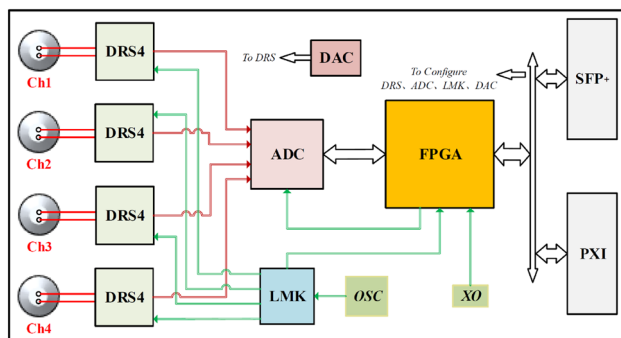 Ch1
DRS4
To DRS
DAC
To Configure
DRS、ADC、LMK、DAC
SFP+
Ch2
DRS4
ADC
FPGA
Ch3
DRS4
PXI
Ch4
DRS4
LMK
OSC
XO